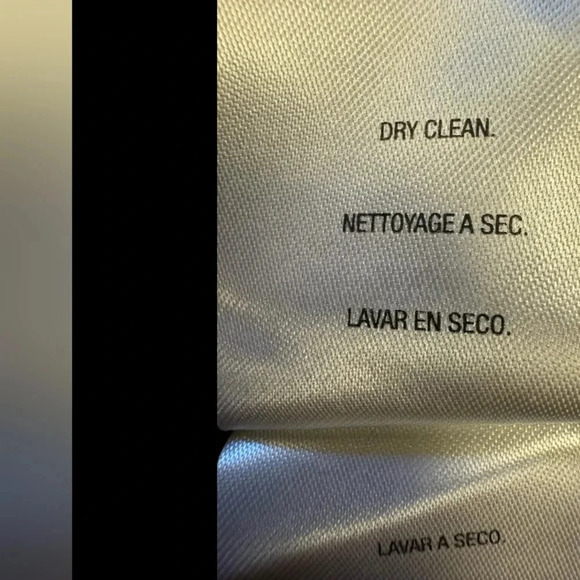 DRY CLEAN.
NETTOYAGE A SEC.
LAVAR EN SECO.
LAVAR A SECO.